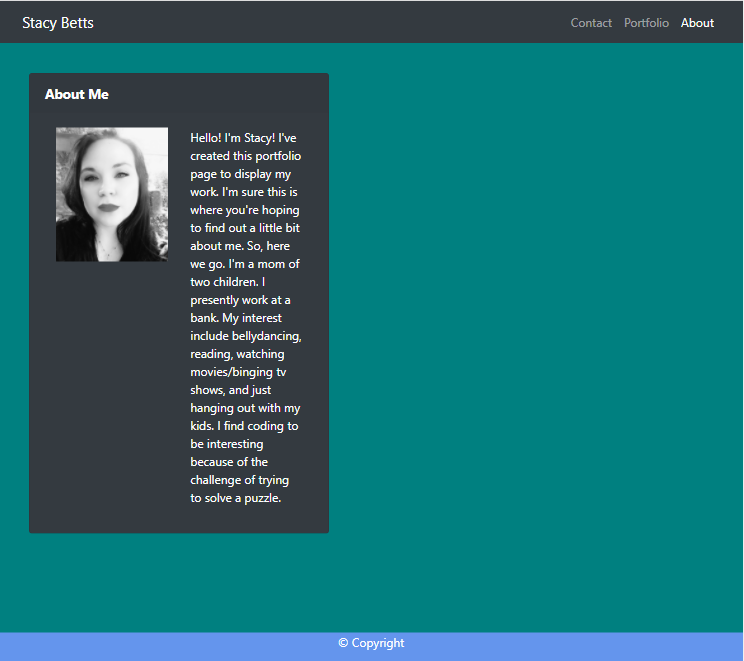 Stacy Betts
Contact Portfolio About
About Me
Hello! I'm Stacy! I've
created this portfolio
page to display my
work. I'm sure this is
where you're hoping
to find out a little bit
about me. So, here
we go. I'm a mom of
two children. I
presently work at a
bank. My interest
include bellydancing,
reading, watching
movies/binging tv
shows, and just
hanging out with my
kids. I find coding to
be interesting
because of the
challenge of trying
to solve a puzzle.
© Copyright